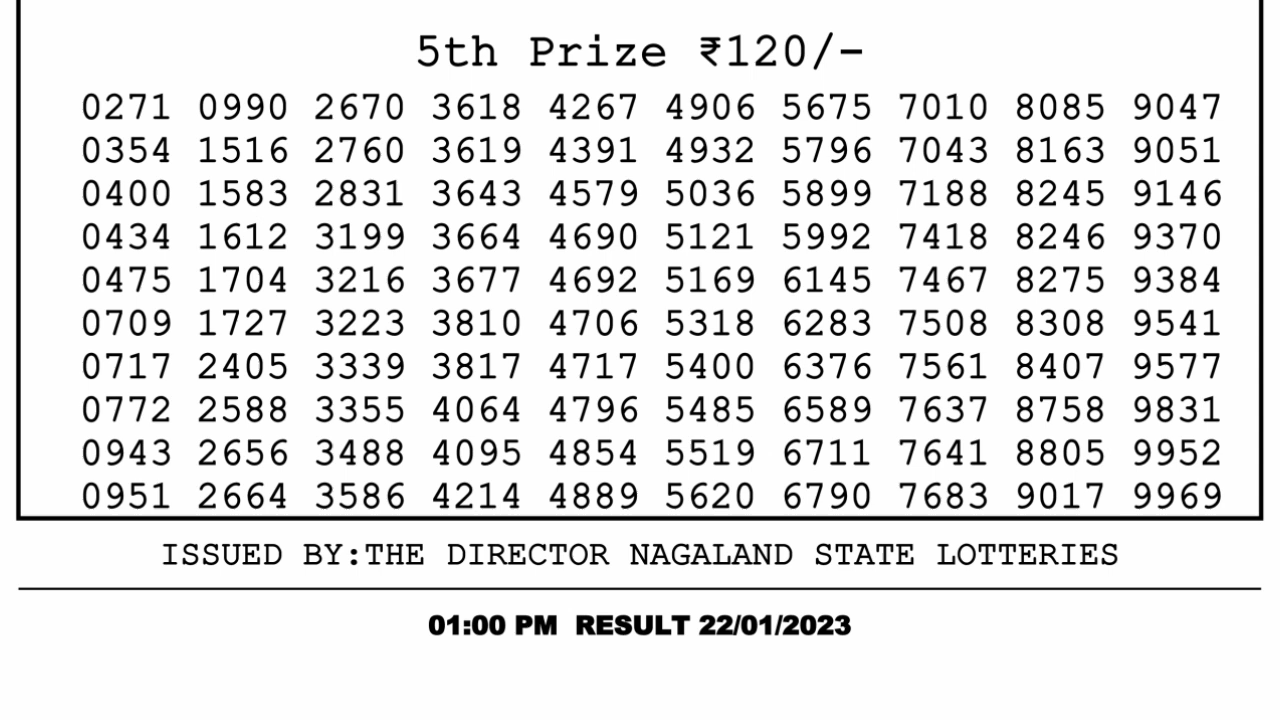 5th Prize ₹120/-
0271 0990 2670 3618 4267 4906 5675 7010 8085 9047
0354 1516 2760 3619 4391 4932 5796 7043 8163 9051
0400 1583 2831 3643 4579 5036 5899 7188 8245 9146
0434 1612 3199 3664 4690 5121 5992 7418 8246 9370
0475 1704 3216 3677 4692 5169 6145 7467 8275 9384
0709 1727 3223 3810 4706 5318 6283 7508 8308 9541
0717 2405 3339 3817 4717 5400 6376 7561 8407 9577
0772 2588 3355 4064 4796 5485 6589 7637 8758 9831
0943 2656 3488 4095 4854 5519 6711 7641 8805 9952
0951 2664 3586 4214 4889 5620 6790 7683 9017 9969
ISSUED BY:THE DIRECTOR NAGALAND STATE LOTTERIES
01:00 PM RESULT 22/01/2023